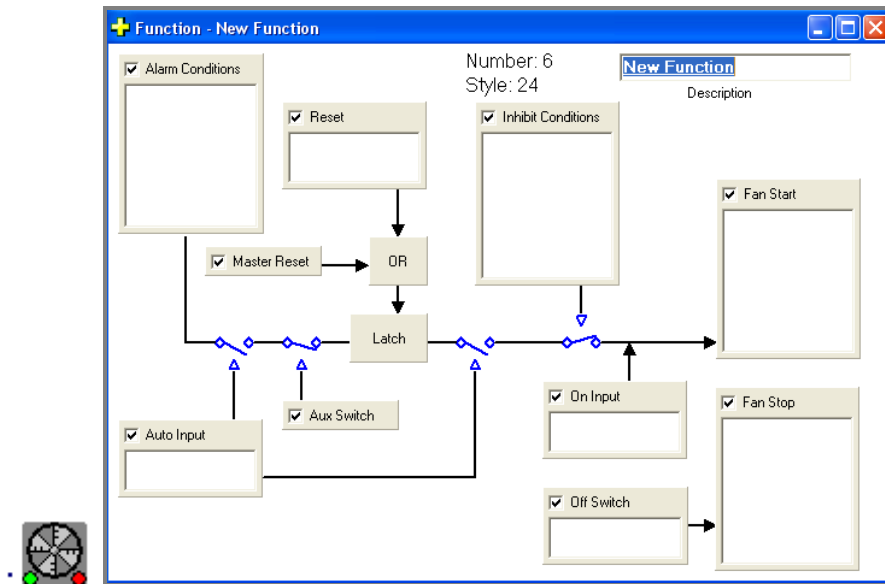 Function - New Function
Number: 6
Style: 24
New Function
Description
Alarm Conditions
Reset
Inhibit Conditions
Fan Start
Master Reset
OR
Latch
Aux Switch
Auto Input
On Input
Fan Stop
Off Switch